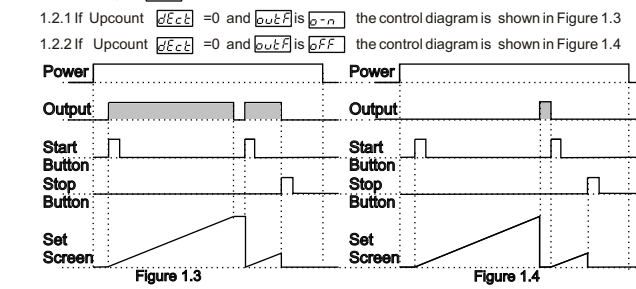 1.2.1 If Upcount dEct =0 and outF is o-n the control diagram is shown in Figure 1.3
1.2.2 If Upcount dEct =0 and outF is oFF the control diagram is shown in Figure 1.4
Power
Output
Start
Button
Stop
Button
Set
Screen
Figure 1.3
Power
Output
Start
Button
Stop
Button
Set
Screen
Figure 1.4